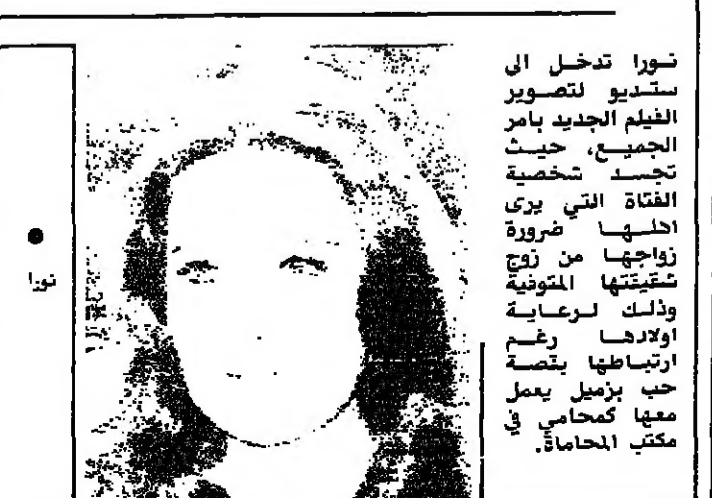 نورا تدخل الى
ستديو لتصوير
الفيلم الجديد بامر
الجميع، حيث
تجسد شخصية
الفتاة التي يرى
اهلها ضرورة
زواجها من زوج
شقيقتها المتوفية
وذلك لرعاية
اولادها رغم
ارتباطها بقصة
حب بزميل يعمل
معها كمحامي في
مكتب المحاماة.
● نورا